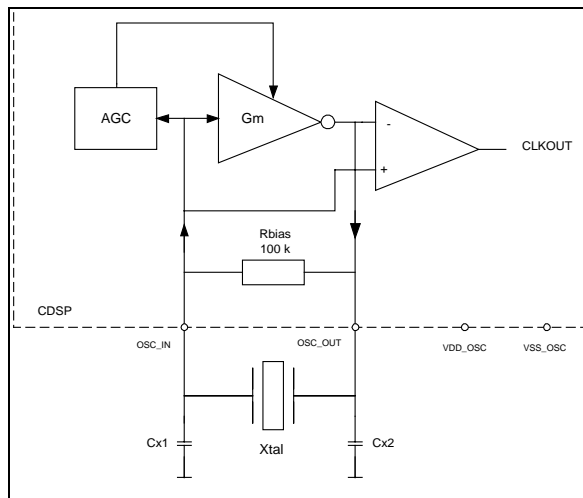 AGC
Gm
-
+
CLKOUT
Rbias
100 k
CDSP
OSC_IN
OSC_OUT
VDD_OSC
VSS_OSC
Cx1
Xtal
Cx2